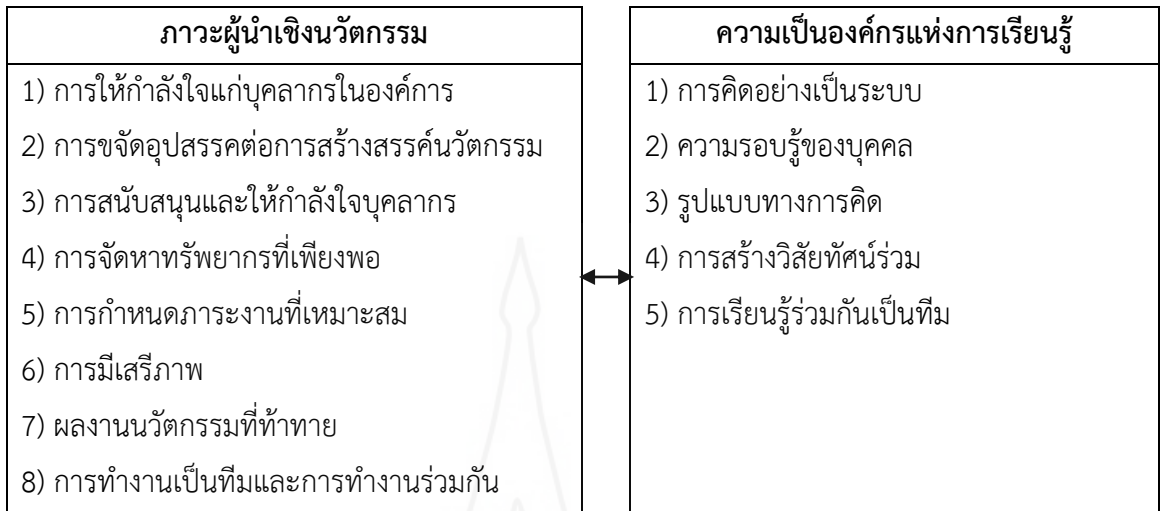 ภาวะผู้นำเชิงนวัตกรรม
1) การให้กำลังใจแก่บุคลากรในองค์การ
2) การขจัดอุปสรรคต่อการสร้างสรรค์นวัตกรรม
3) การสนับสนุนและให้กำลังใจบุคลากร
4) การจัดหาทรัพยากรที่เพียงพอ
5) การกำหนดภาระงานที่เหมาะสม
6) การมีเสรีภาพ
7) ผลงานนวัตกรรมที่ท้าทาย
8) การทำงานเป็นทีมและการทำงานร่วมกัน
ความเป็นองค์กรแห่งการเรียนรู้
1) การคิดอย่างเป็นระบบ
2) ความรอบรู้ของบุคคล
3) รูปแบบทางการคิด
4) การสร้างวิสัยทัศน์ร่วม
5) การเรียนรู้ร่วมกันเป็นทีม